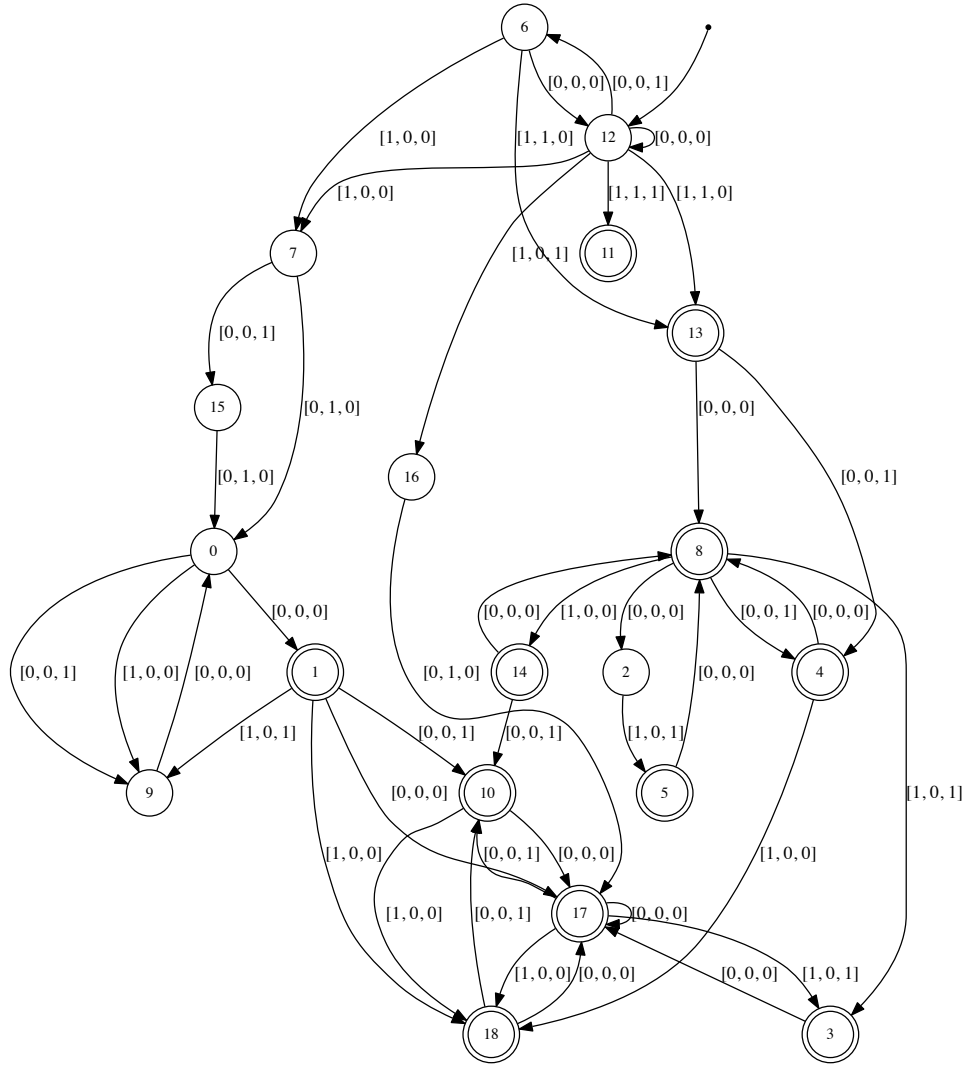 6
[0, 0, 0] [0, 0, 1]
[1, 0, 0] [1, 1, 0] 12 [0, 0, 0]
[1, 0, 0] [1, 1, 1] [1, 1, 0]
7 [1, 0, 1] 11
[0, 0, 1] 13
15 [0, 1, 0] [0, 0, 0]
[0, 1, 0] 16 [0, 0, 1]
0 8
[0, 0, 0] [0, 0, 0] [1, 0, 0] [0, 0, 0] [0, 0, 1] [0, 0, 0]
[0, 0, 1] [1, 0, 0] [0, 0, 0] 1 [0, 1, 0] 14 2 [0, 0, 0] 4
[1, 0, 1] [0, 0, 1] [0, 0, 1] [1, 0, 1]
9 [0, 0, 0] 10 5 [1, 0, 1]
[1, 0, 0] [0, 0, 1] [0, 0, 0] [1, 0, 0]
[1, 0, 0] [0, 0, 1] 17 [0, 0, 0]
[1, 0, 0] [0, 0, 0] [0, 0, 0] [1, 0, 1]
18 3